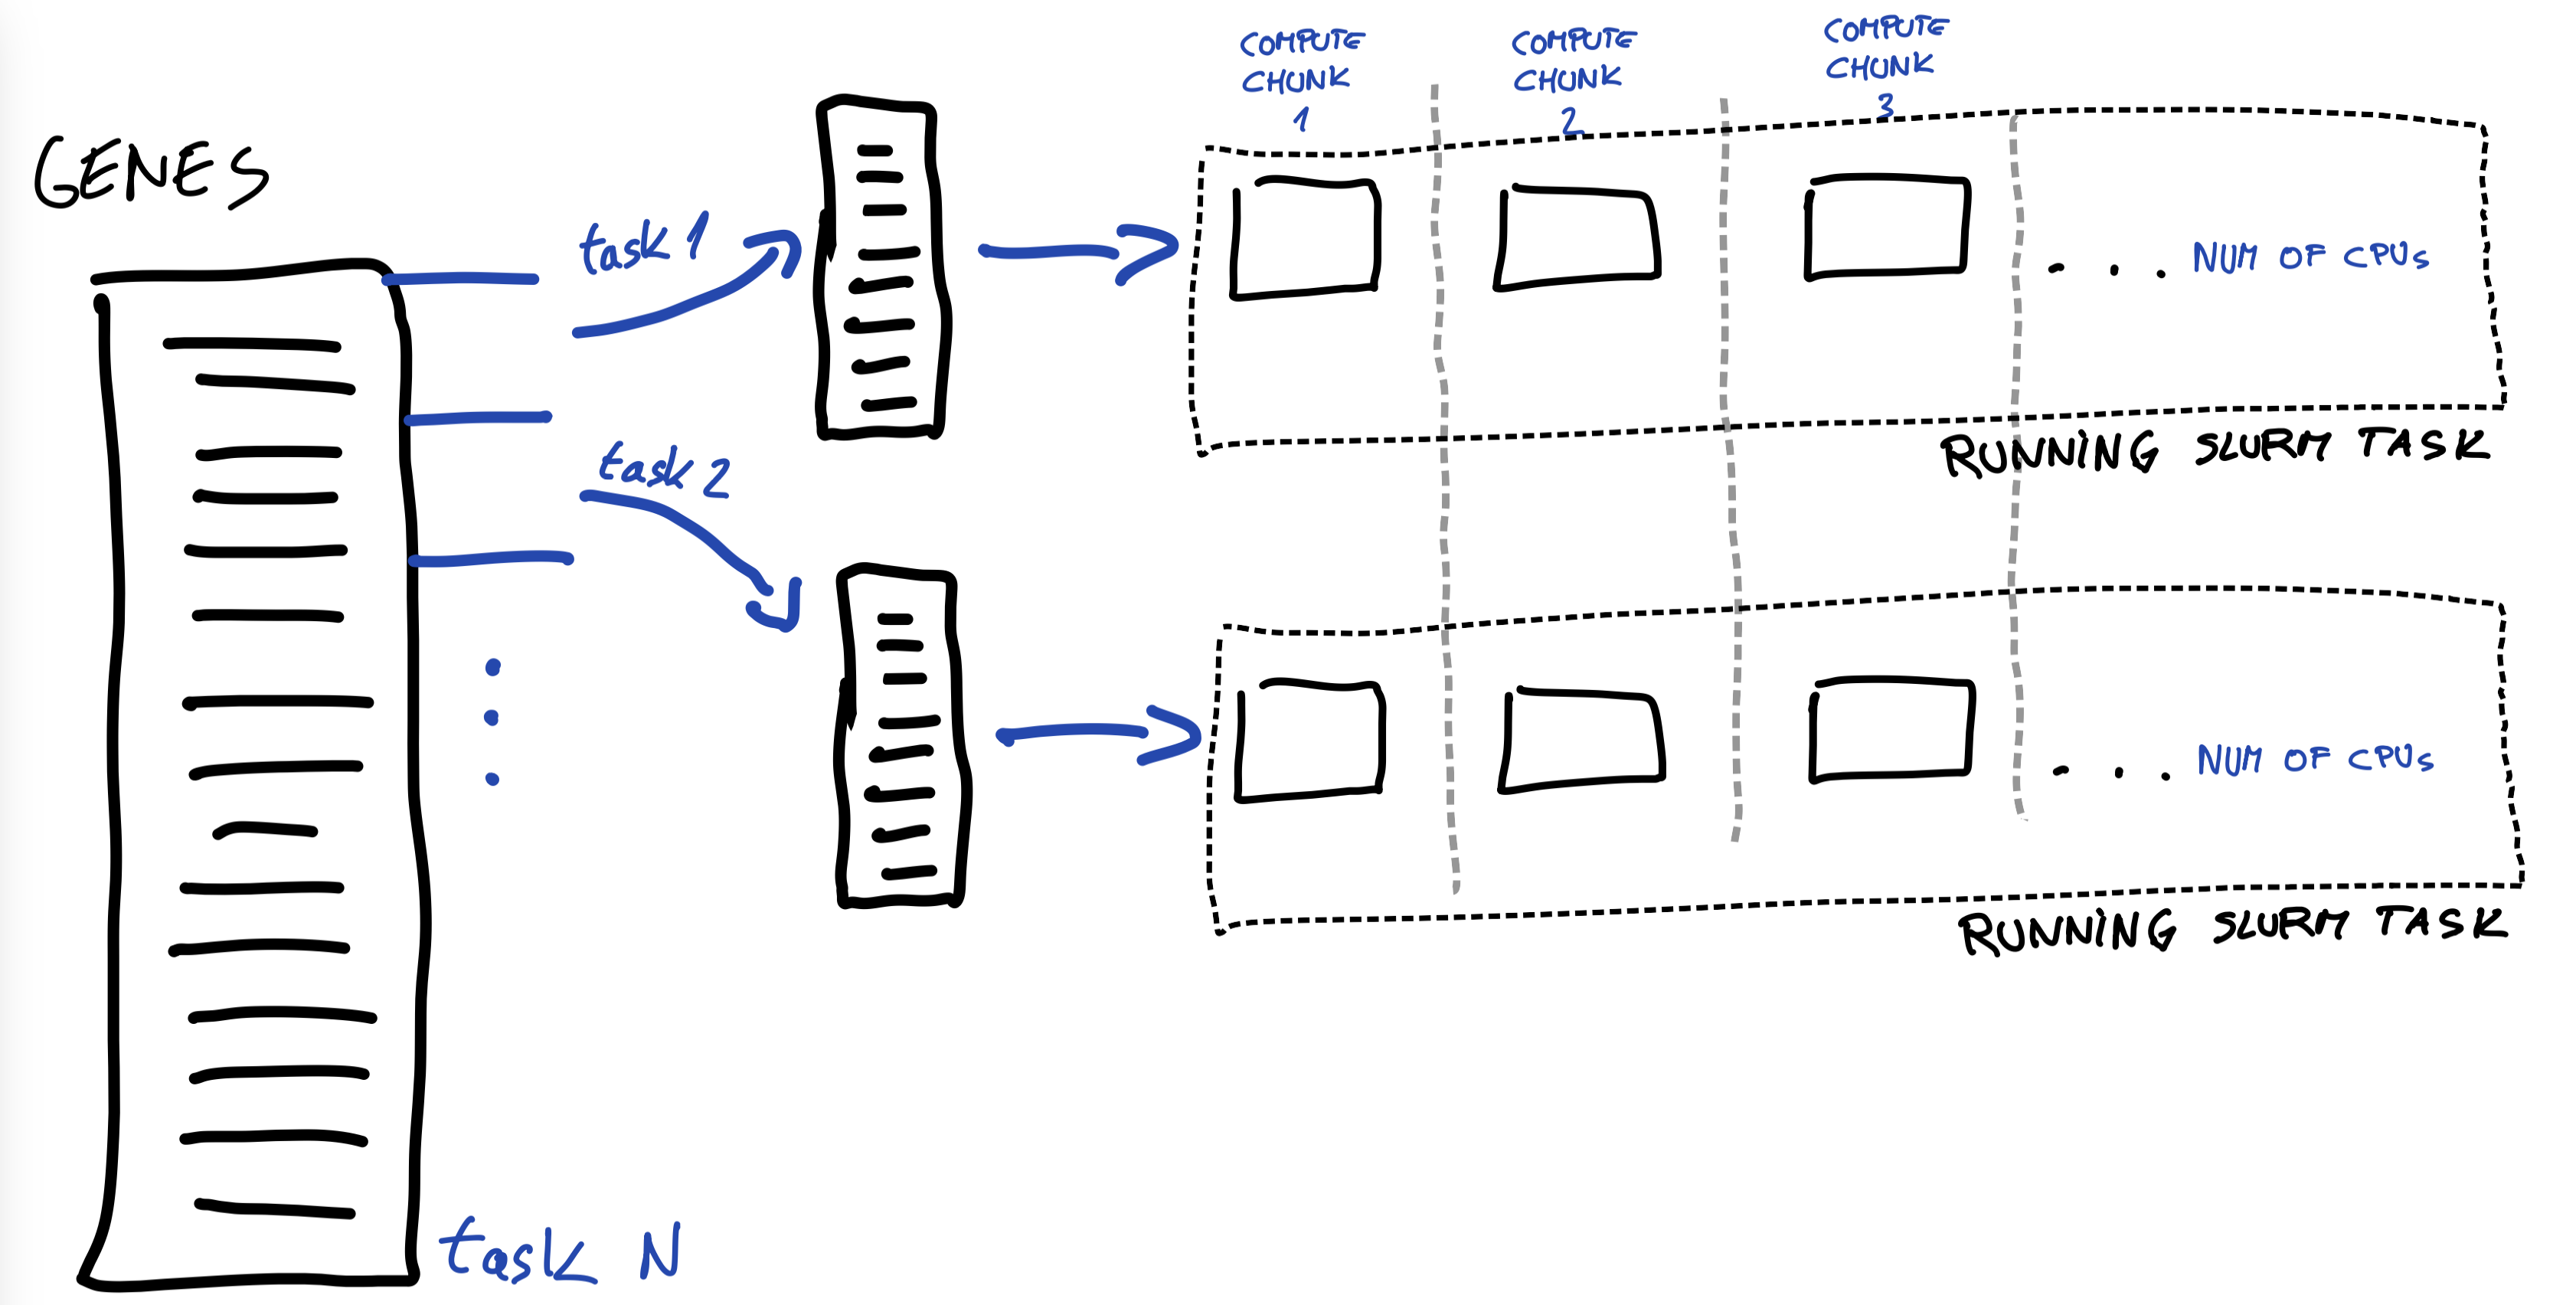 GENES
task 1
task 2
task N
COMPUTE
CHUNK
1
COMPUTE
CHUNK
2
COMPUTE
CHUNK
3
NUM OF CPUs
RUNNING SLURM TASK
NUM OF CPUs
RUNNING SLURM TASK